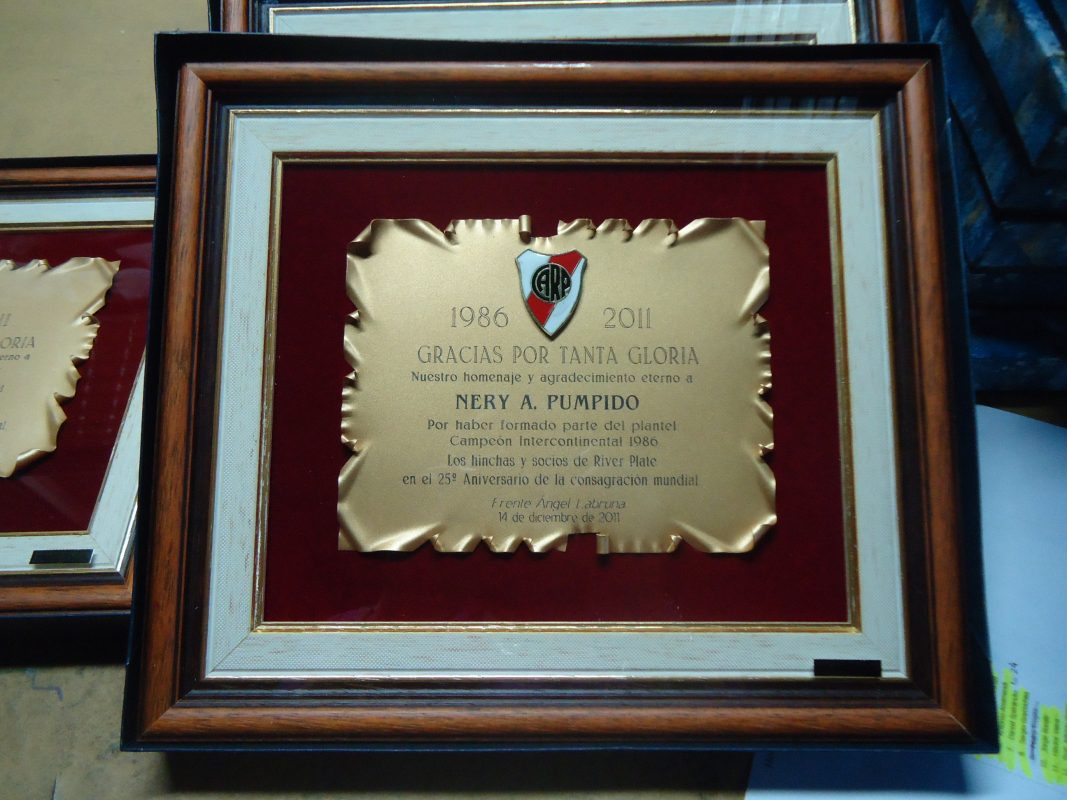 CARP
1986 2011
GRACIAS POR TANTA GLORIA
Nuestro homenaje y agradecimiento eterno a
NERY A. PUMPIDO
Por haber formado parte del plantel
Campeón Intercontinental 1986
Los hinchas y socios de River Plate
en el 25º Aniversario de la consagración mundial
Frente Ángel Labruna
14 de diciembre de 2011
ORIA
erno a